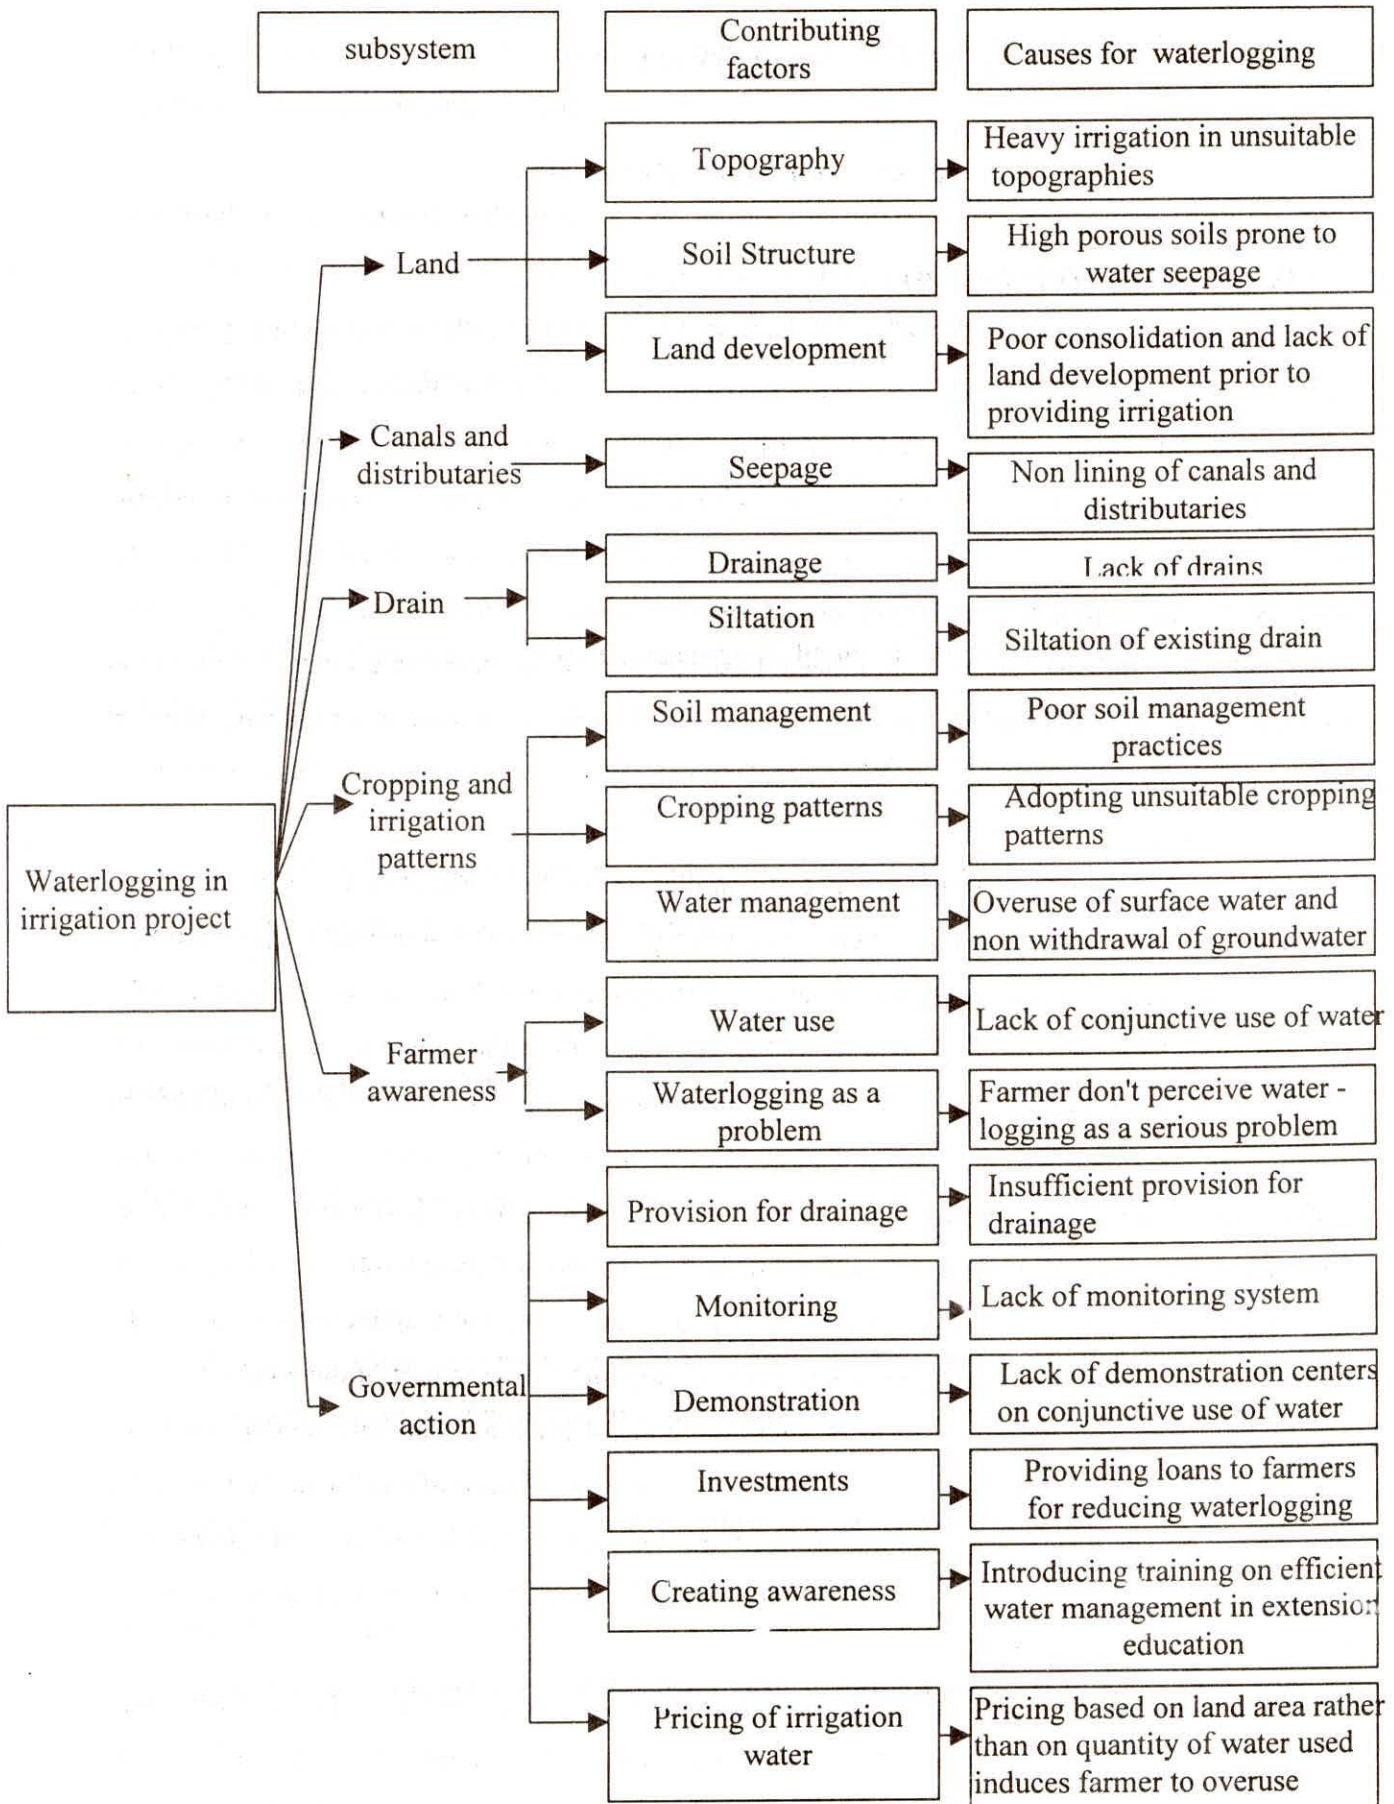 subsystem
Contributing
factors
Causes for waterlogging
Topography
Heavy irrigation in unsuitable
topographies
Land
Soil Structure
High porous soils prone to
water seepage
Land development
Poor consolidation and lack of
land development prior to
providing irrigation
Canals and
distributaries
Seepage
Non lining of canals and
distributaries
Drain
Drainage
Lack of drains
Siltation
Siltation of existing drain
Cropping and
irrigation
patterns
Soil management
Poor soil management
practices
Cropping patterns
Adopting unsuitable cropping
patterns
Water management
Overuse of surface water and
non withdrawal of groundwater
Waterlogging in
irrigation project
Farmer
awareness
Water use
Lack of conjunctive use of water
Waterlogging as a
problem
Farmer don't perceive water -
logging as a serious problem
Governmental
action
Provision for drainage
Insufficient provision for
drainage
Monitoring
Lack of monitoring system
Demonstration
Lack of demonstration centers
on conjunctive use of water
Investments
Providing loans to farmers
for reducing waterlogging
Creating awareness
Introducing training on efficient
water management in extension
education
Pricing of irrigation
water
Pricing based on land area rather
than on quantity of water used
induces farmer to overuse